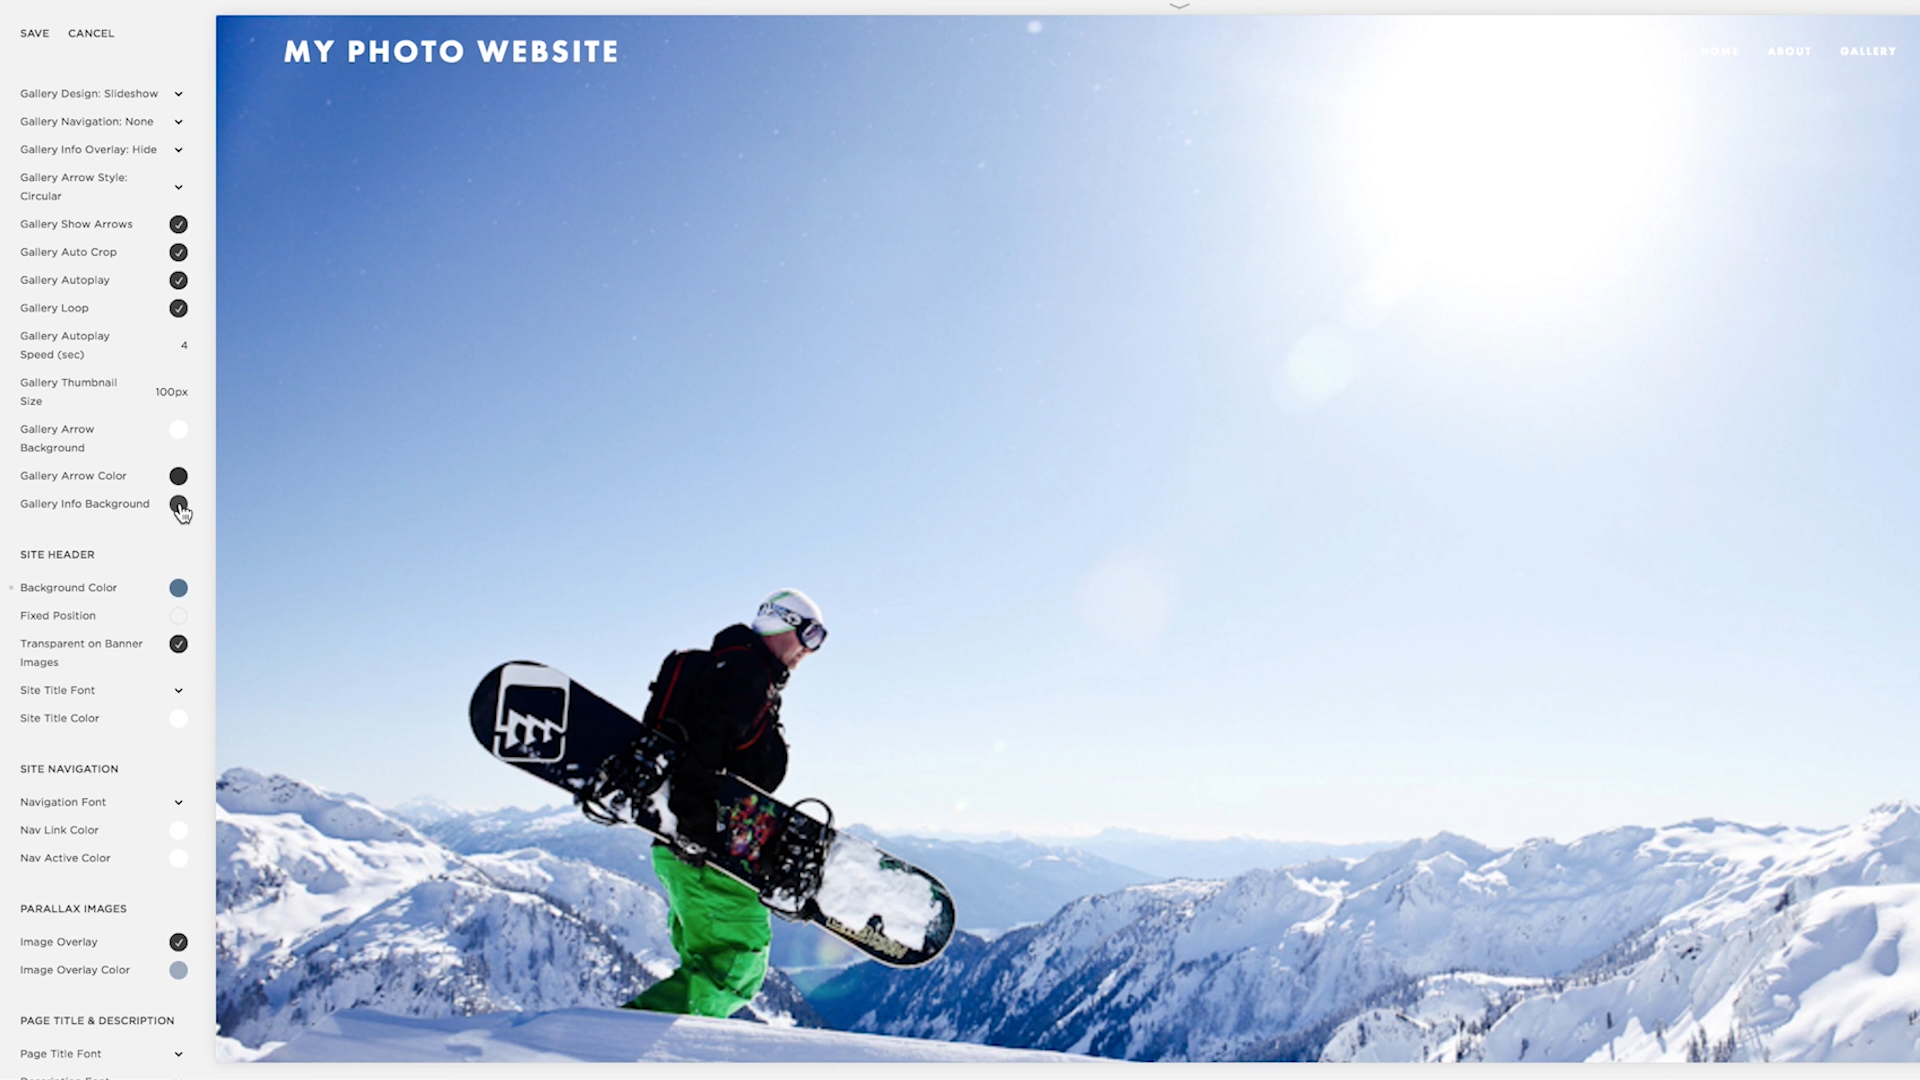 SAVE CANCEL
MY PHOTO WEBSITE
HOME ABOUT GALLERY
Gallery Design: Slideshow
Gallery Navigation: None
Gallery Info Overlay: Hide
Gallery Arrow Style:
Circular
Gallery Show Arrows
Gallery Auto Crop
Gallery Autoplay
Gallery Loop
Gallery Autoplay
Speed (sec) 4
Gallery Thumbnail
Size 100px
Gallery Arrow
Background
Gallery Arrow Color
Gallery Info Background
SITE HEADER
Background Color
Fixed Position
Transparent on Banner
Images
Site Title Font
Site Title Color
SITE NAVIGATION
Navigation Font
Nav Link Color
Nav Active Color
PARALLAX IMAGES
Image Overlay
Image Overlay Color
PAGE TITLE & DESCRIPTION
Page Title Font